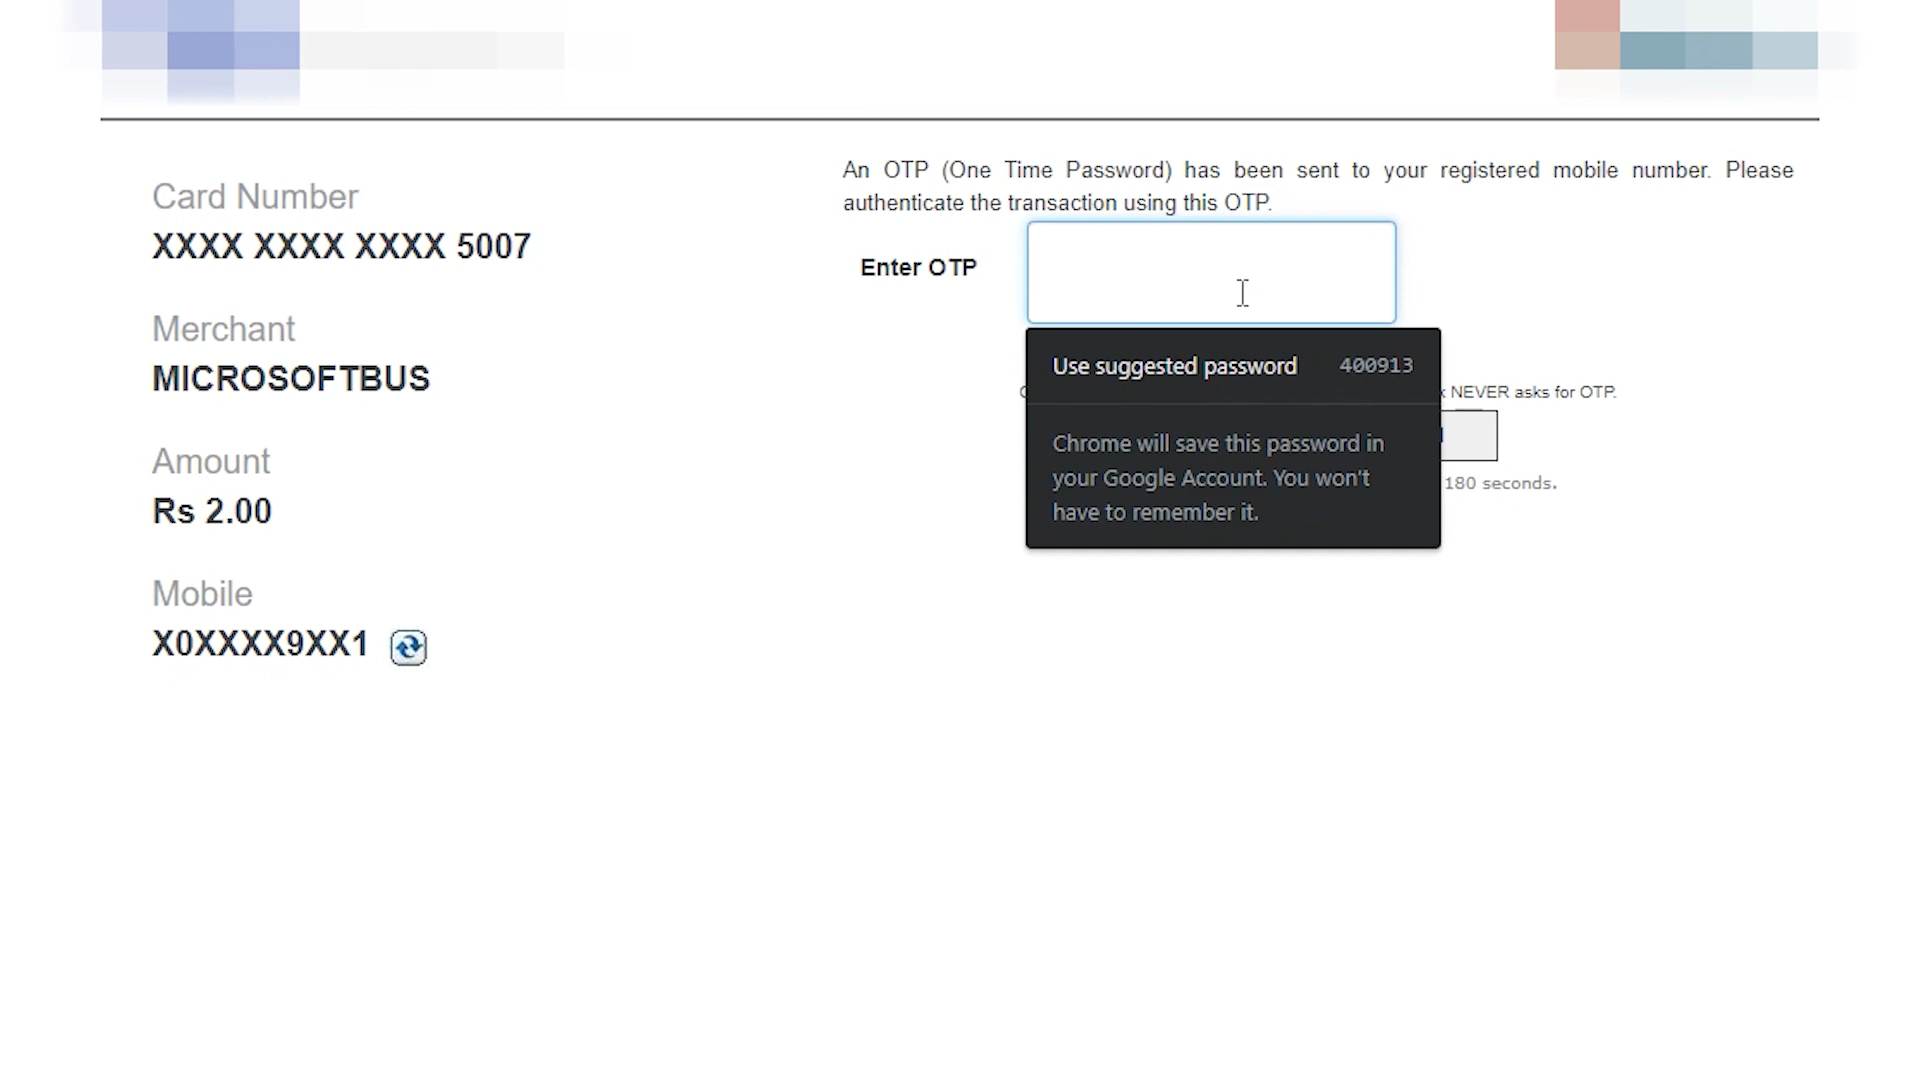 Card Number
XXXX XXXX XXXX 5007
Merchant
MICROSOFTBUS
Amount
Rs 2.00
Mobile
X0XXXX9XX1
An OTP (One Time Password) has been sent to your registered mobile number. Please
authenticate the transaction using this OTP.
Enter OTP
Use suggested password 400913
Chrome will save this password in
your Google Account. You won't
have to remember it.
NEVER asks for OTP.
180 seconds.